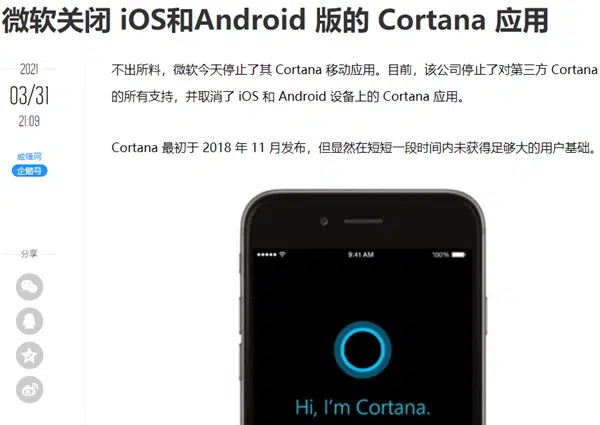 微软关闭 iOS和Android 版的 Cortana 应用
2021
03/31
21:09
威锋网
企鹅号
分享
不出所料，微软今天停止了其 Cortana 移动应用。目前，该公司停止了对第三方 Cortana
的所有支持，并取消了 iOS 和 Android 设备上的 Cortana 应用。
Cortana 最初于 2018 年 11 月发布，但显然在短短一段时间内未获得足够大的用户基础。
9:41 AM
100%
Hi, I'm Cortana.